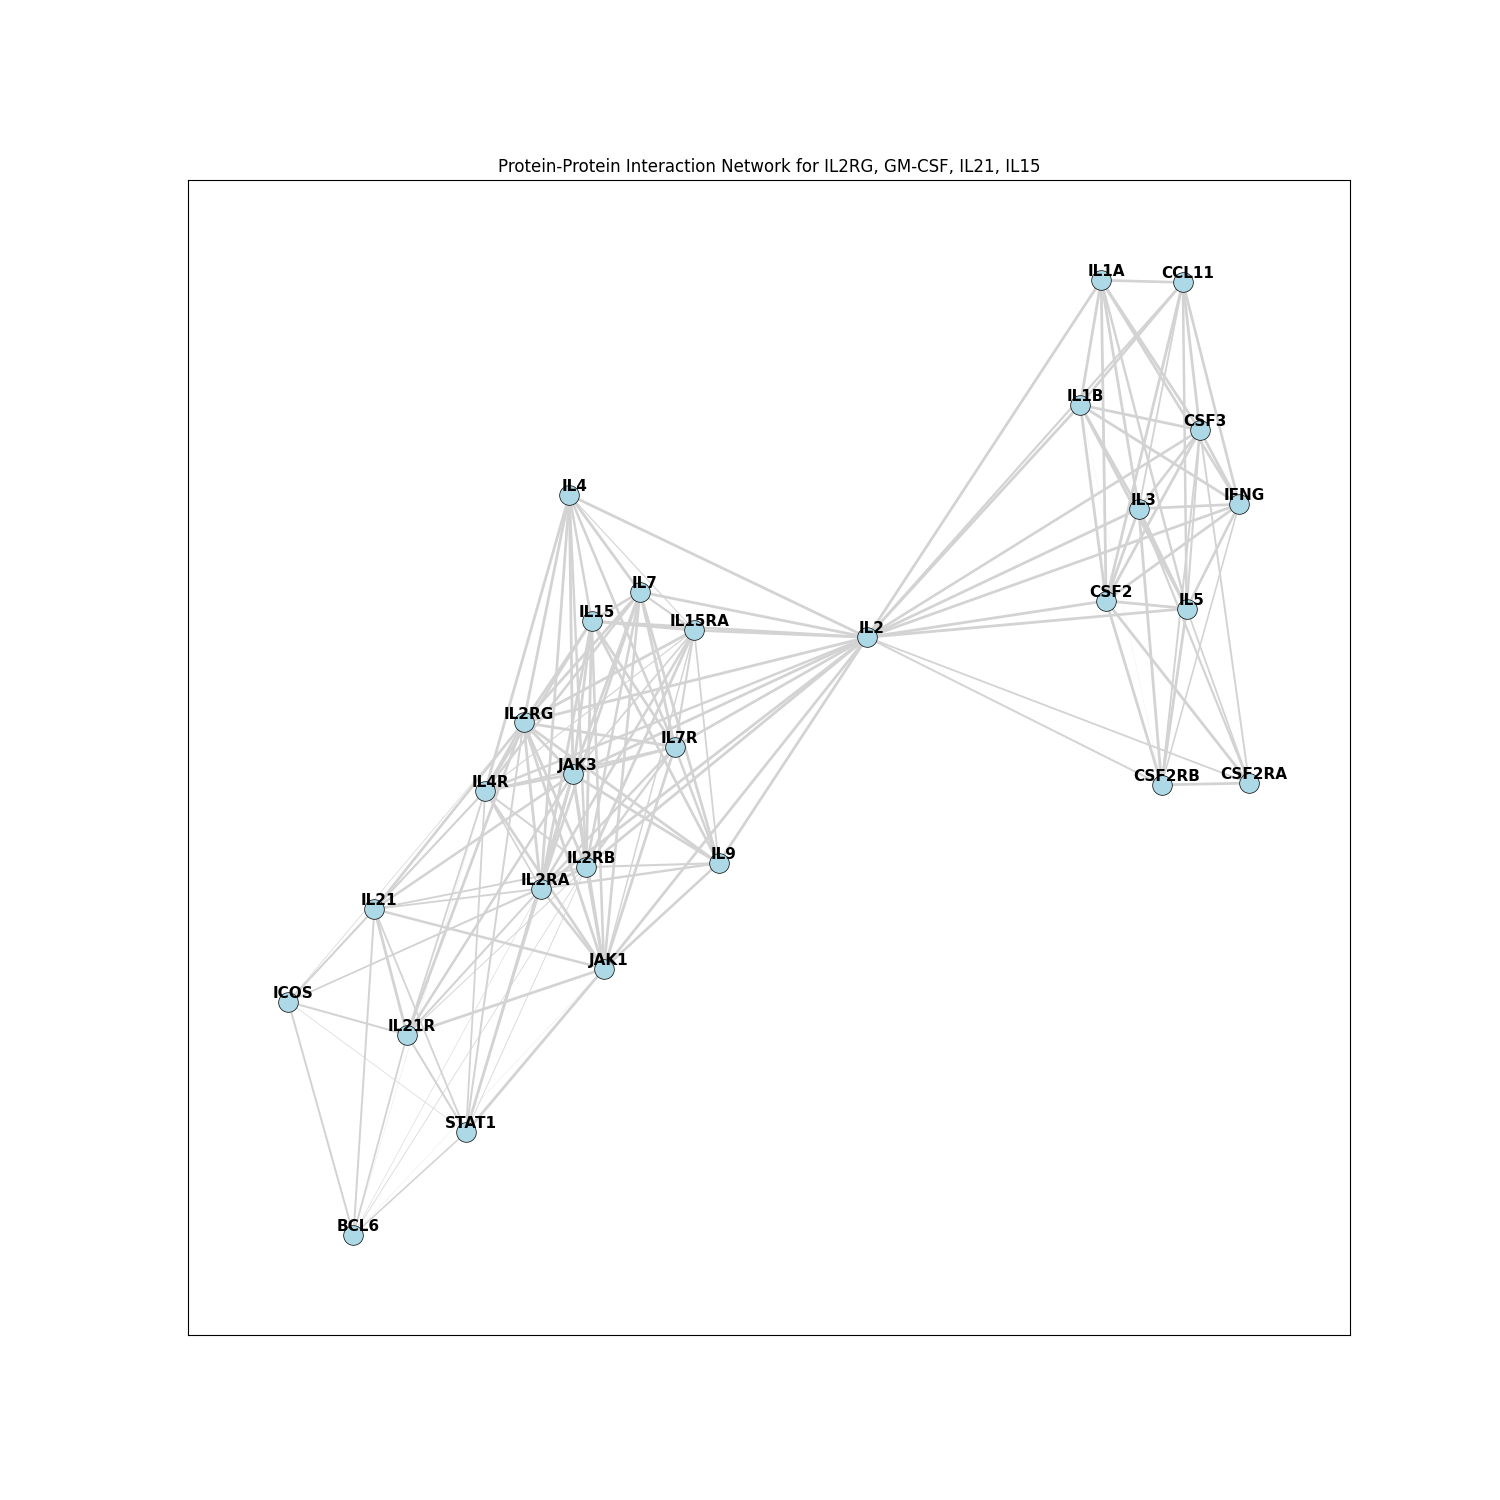 Protein-Protein Interaction Network for IL2RG, GM-CSF, IL21, IL15
IL1A
CCL11
IL1B
CSF3
IL4
IFNG
IL3
IL7
CSF2
IL5
IL15
IL15RA
IL2
IL2RG
IL7R
JAK3
CSF2RA
CSF2RB
IL4R
IL9
IL2RB
IL2RA
IL21
JAK1
ICOS
IL21R
STAT1
BCL6